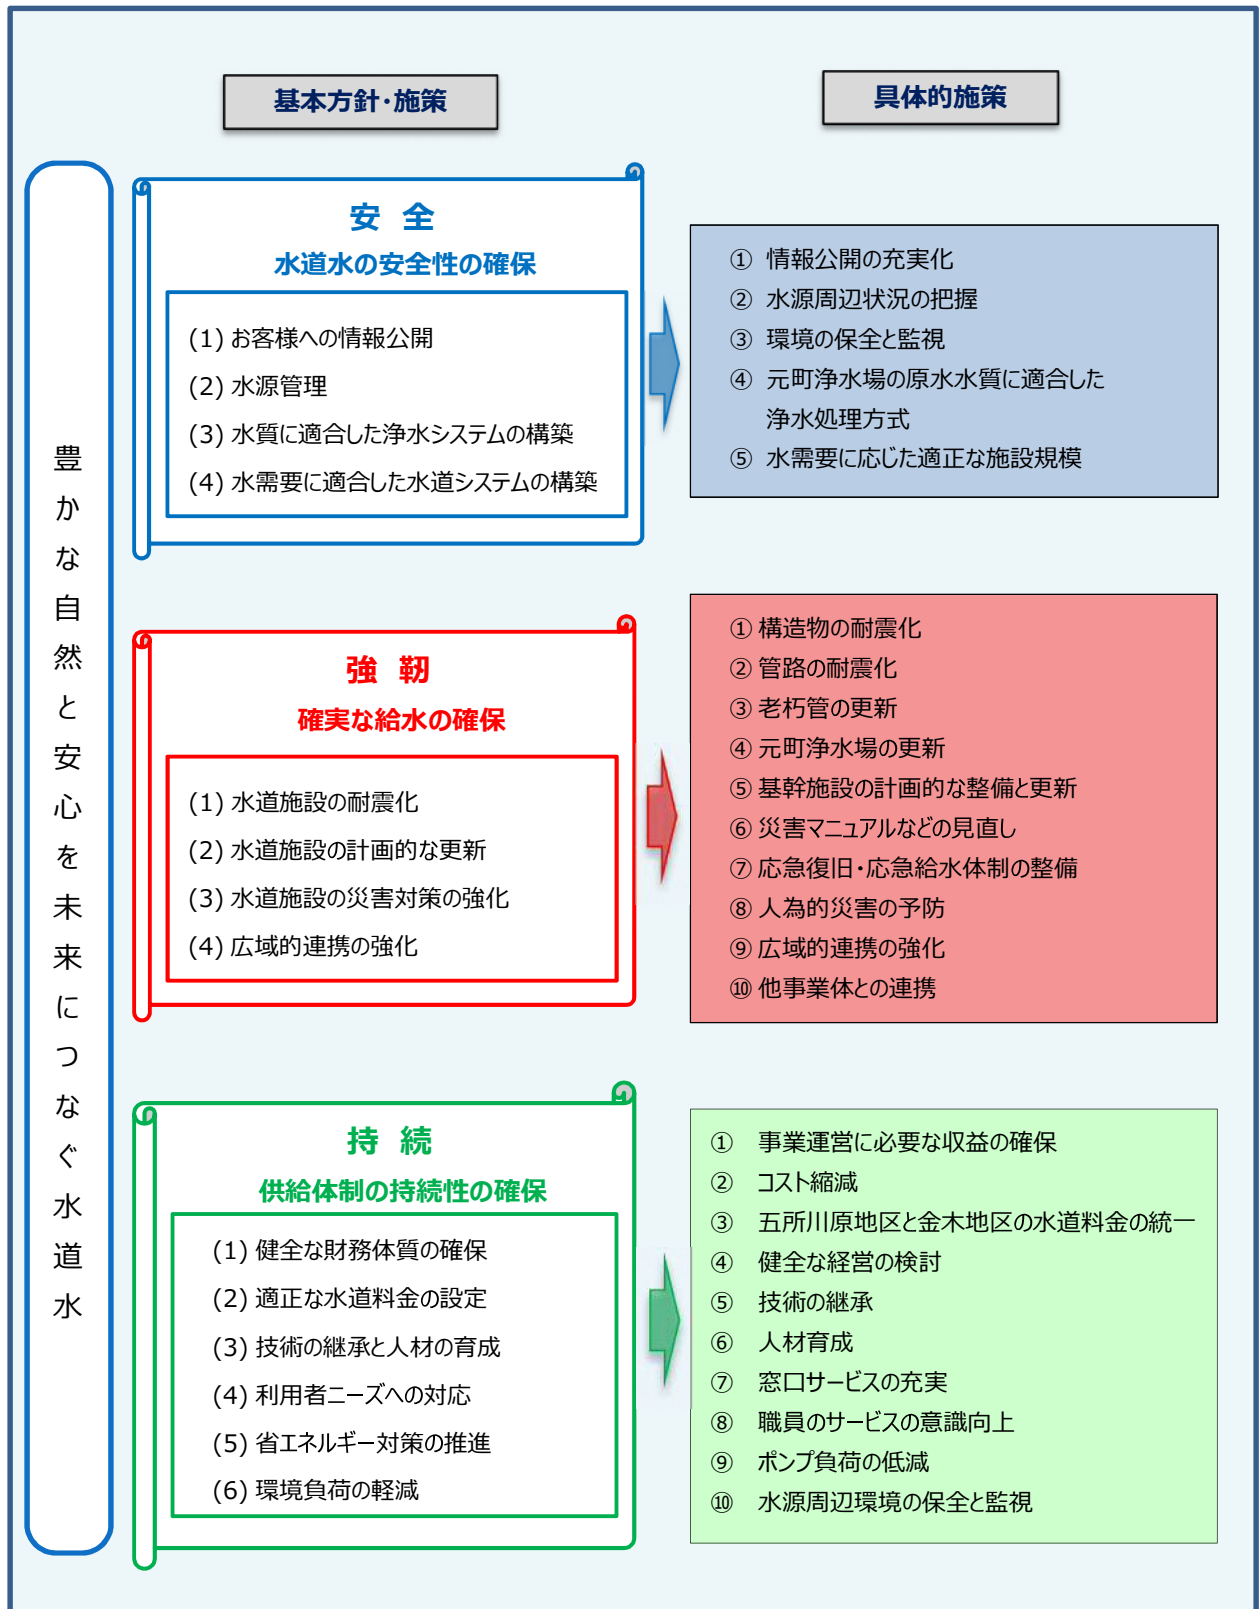 基本方針・施策
具体的施策
豊かな自然と安心を未来につなぐ水道水
安 全
水道水の安全性の確保
(1) お客様への情報公開
(2) 水源管理
(3) 水質に適合した浄水システムの構築
(4) 水需要に適合した水道システムの構築
① 情報公開の充実化
② 水源周辺状況の把握
③ 環境の保全と監視
④ 元町浄水場の原水水質に適合した
浄水処理方式
⑤ 水需要に応じた適正な施設規模
強 靭
確実な給水の確保
(1) 水道施設の耐震化
(2) 水道施設の計画的な更新
(3) 水道施設の災害対策の強化
(4) 広域的連携の強化
① 構造物の耐震化
② 管路の耐震化
③ 老朽管の更新
④ 元町浄水場の更新
⑤ 基幹施設の計画的な整備と更新
⑥ 災害マニュアルなどの見直し
⑦ 応急復旧・応急給水体制の整備
⑧ 人為的災害の予防
⑨ 広域的連携の強化
⑩ 他事業体との連携
持 続
供給体制の持続性の確保
(1) 健全な財務体質の確保
(2) 適正な水道料金の設定
(3) 技術の継承と人材の育成
(4) 利用者ニーズへの対応
(5) 省エネルギー対策の推進
(6) 環境負荷の軽減
① 事業運営に必要な収益の確保
② コスト縮減
③ 五所川原地区と金木地区の水道料金の統一
④ 健全な経営の検討
⑤ 技術の継承
⑥ 人材育成
⑦ 窓口サービスの充実
⑧ 職員のサービスの意識向上
⑨ ポンプ負荷の低減
⑩ 水源周辺環境の保全と監視